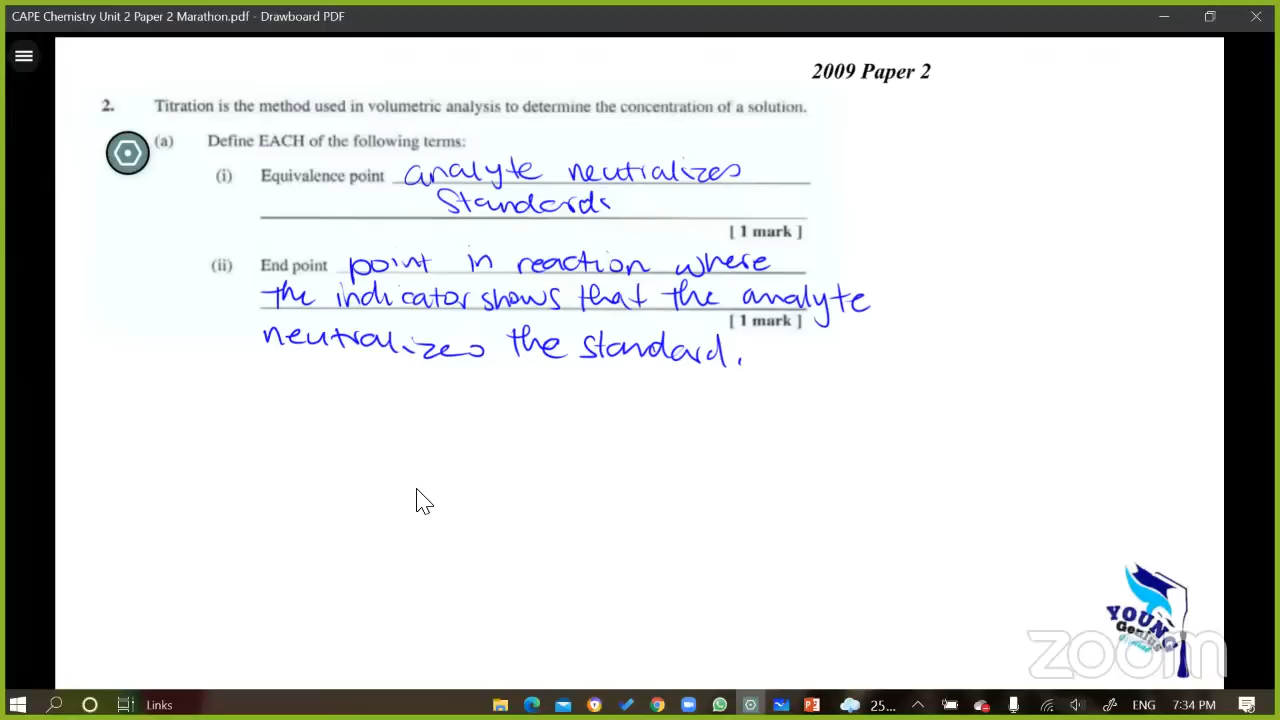 CAPE Chemistry Unit 2 Paper 2 Marathon.pdf - Drawboard PDF
2009 Paper 2
2. Titration is the method used in volumetric analysis to determine the concentration of a solution.
(a) Define EACH of the following terms:
(i) Equivalence point analyte neutralizes
Standards
[ 1 mark ]
(ii) End point point in reaction where
the indicator shows that the analyte
[ 1 mark ]
neutralizes the standard.
YOUNG
Genius
zoom
Links
25...
ENG
7:34 PM